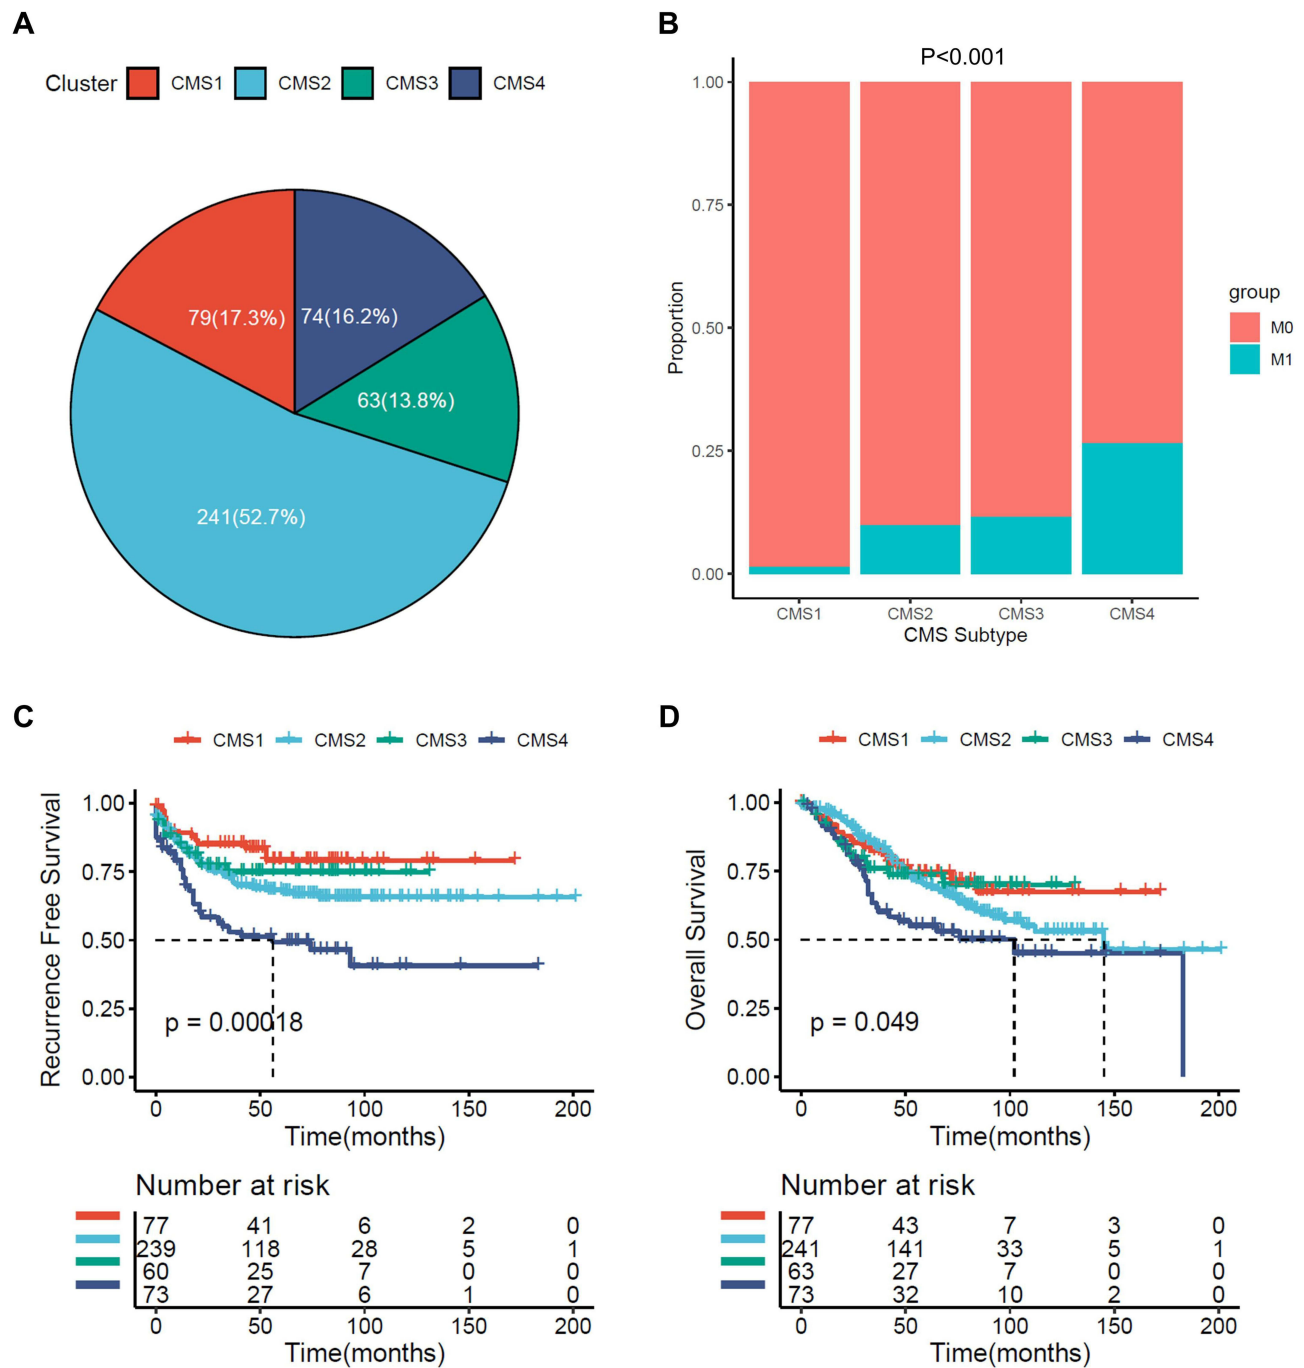 A
Cluster CMS1 CMS2 CMS3 CMS4
79(17.3%) 74(16.2%)
63(13.8%)
241(52.7%)
B
P<0.001
1.00
0.75
0.50
0.25
0.00
Proportion
CMS1 CMS2 CMS3 CMS4
CMS Subtype
group
M0
M1
C
CMS1 CMS2 CMS3 CMS4
Recurrence Free Survival
1.00
0.75
0.50
0.25
0.00
p = 0.00018
0 50 100 150 200
Time(months)
Number at risk
77 41 6 2 0
239 118 28 5 1
60 25 7 0 0
73 27 6 1 0
0 50 100 150 200
Time(months)
D
CMS1 CMS2 CMS3 CMS4
Overall Survival
1.00
0.75
0.50
0.25
0.00
p = 0.049
0 50 100 150 200
Time(months)
Number at risk
77 43 7 3 0
241 141 33 5 1
63 27 7 0 0
73 32 10 2 0
0 50 100 150 200
Time(months)